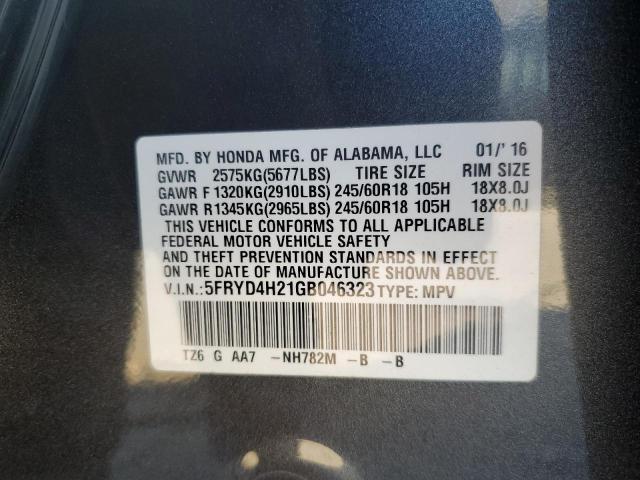 MFD. BY HONDA MFG. OF ALABAMA, LLC 01/' 16
GVWR 2575KG(5677LBS) TIRE SIZE RIM SIZE
GAWR F1320KG(2910LBS) 245/60R18 105H 18X8.0J
GAWR R1345KG(2965LBS) 245/60R18 105H 18X8.0J
THIS VEHICLE CONFORMS TO ALL APPLICABLE
FEDERAL MOTOR VEHICLE SAFETY
AND THEFT PREVENTION STANDARDS IN EFFECT
ON THE DATE OF MANUFACTURE SHOWN ABOVE.
V.I.N.: 5FRYD4H21GB046323 TYPE: MPV
TZ6 G AA7 -NH782M -B -B